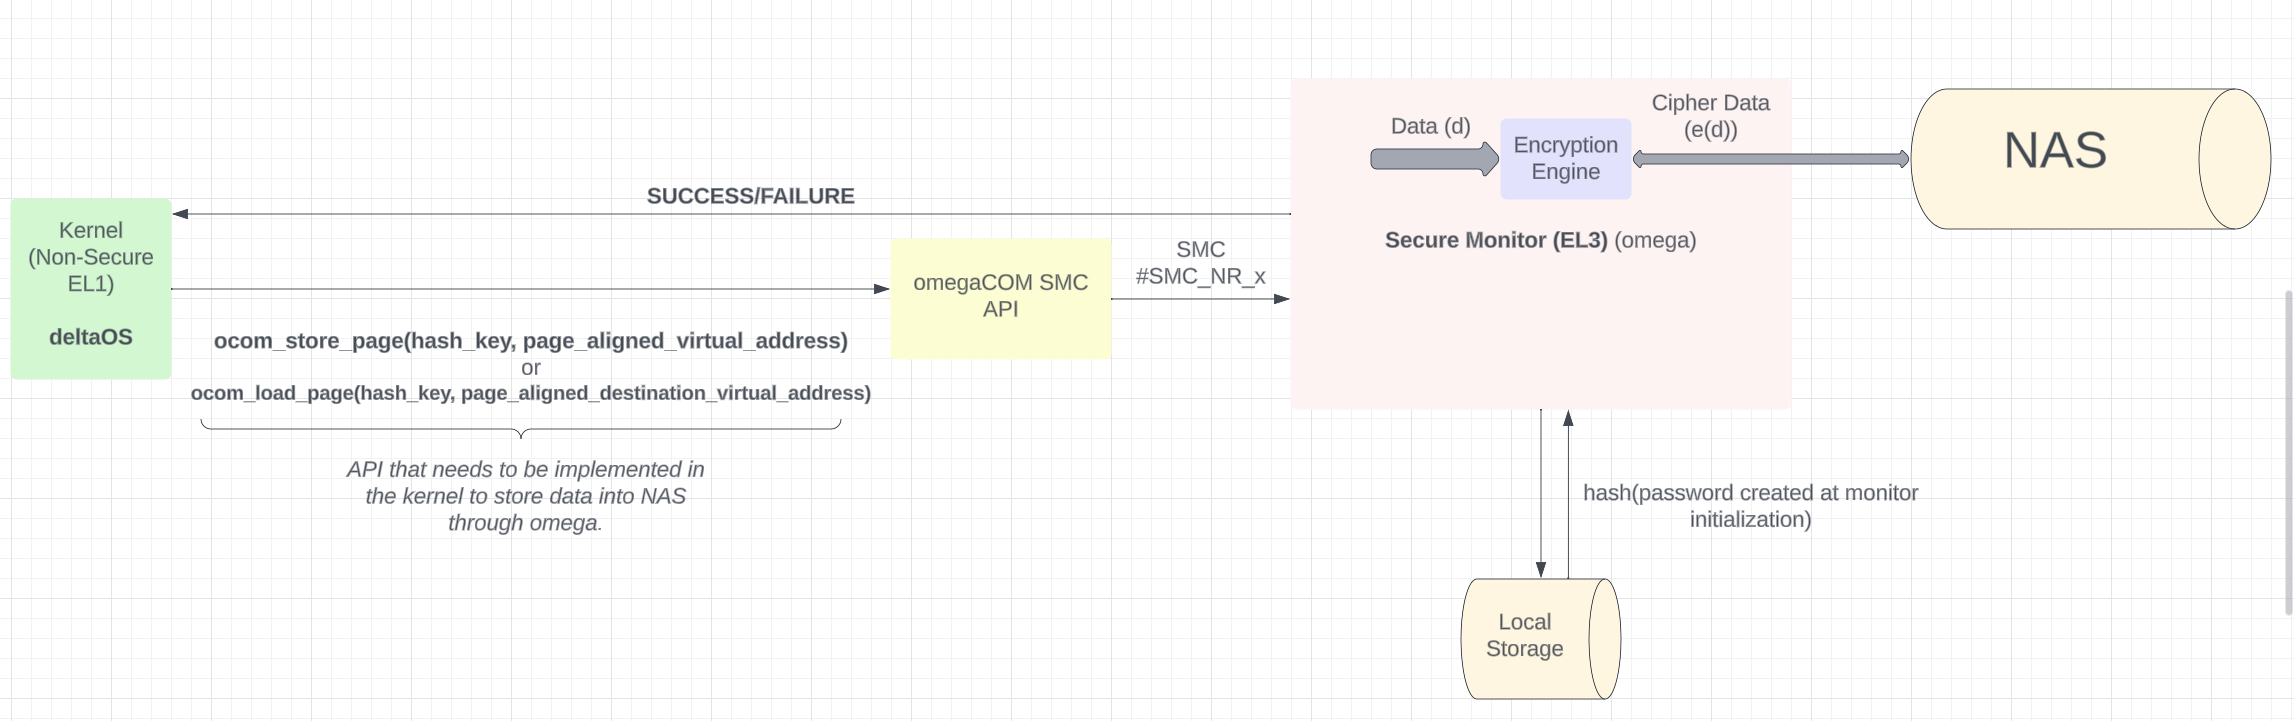 Kernel
(Non-Secure
EL1)
deltaOS
SUCCESS/FAILURE
ocom_store_page(hash_key, page_aligned_virtual_address)
or
ocom_load_page(hash_key, page_aligned_destination_virtual_address)
API that needs to be implemented in
the kernel to store data into NAS
through omega.
omegaCOM SMC
API
SMC
#SMC_NR_x
Data (d)
Encryption
Engine
Cipher Data
(e(d))
Secure Monitor (EL3) (omega)
NAS
hash(password created at monitor
initialization)
Local
Storage